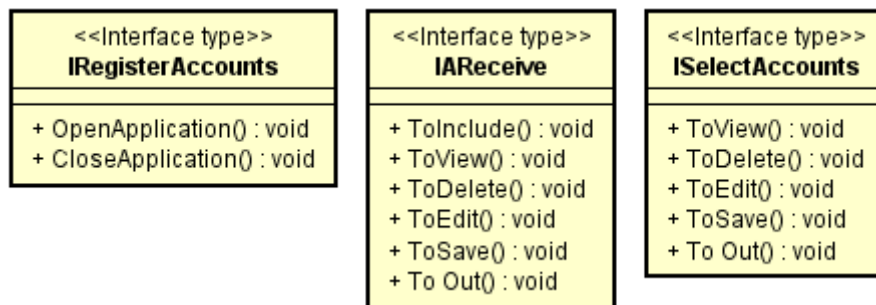 <<Interface type>>
IRegisterAccounts
+ OpenApplication() : void
+ CloseApplication() : void
<<Interface type>>
IAReceive
+ ToInclude() : void
+ ToView() : void
+ ToDelete() : void
+ ToEdit() : void
+ ToSave() : void
+ To Out() : void
<<Interface type>>
ISelectAccounts
+ ToView() : void
+ ToDelete() : void
+ ToEdit() : void
+ ToSave() : void
+ To Out() : void